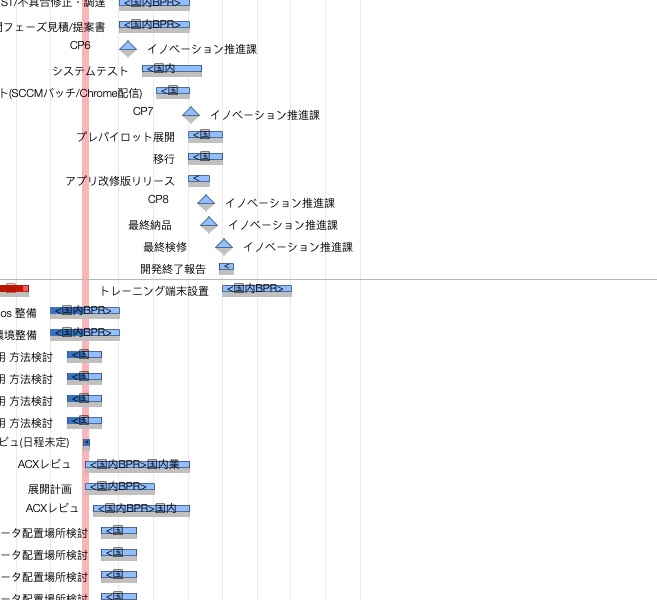 ST/不具合修正・調達 <国内BPR>
フェーズ見積/提案書 <国内BPR>
CP6 イノベーション推進課
システムテスト <国内
ト(SCCMパッチ/Chrome配信) <国
CP7 イノベーション推進課
プレパイロット展開 <国
移行 <国
アプリ改修版リリース <
CP8 イノベーション推進課
最終納品 イノベーション推進課
最終検修 イノベーション推進課
開発終了報告 <
トレーニング端末設置 <国内BPR>
os 整備 <国内BPR>
環境整備 <国内BPR>
用 方法検討 <国
用 方法検討 <国
用 方法検討 <国
用 方法検討 <国
ビュ(日程未定)
ACXレビュ <国内BPR>国内業
展開計画 <国内BPR>
ACXレビュ <国内BPR>国内
ータ配置場所検討 <国
ータ配置場所検討 <国
ータ配置場所検討 <国
ータ配置場所検討 <国